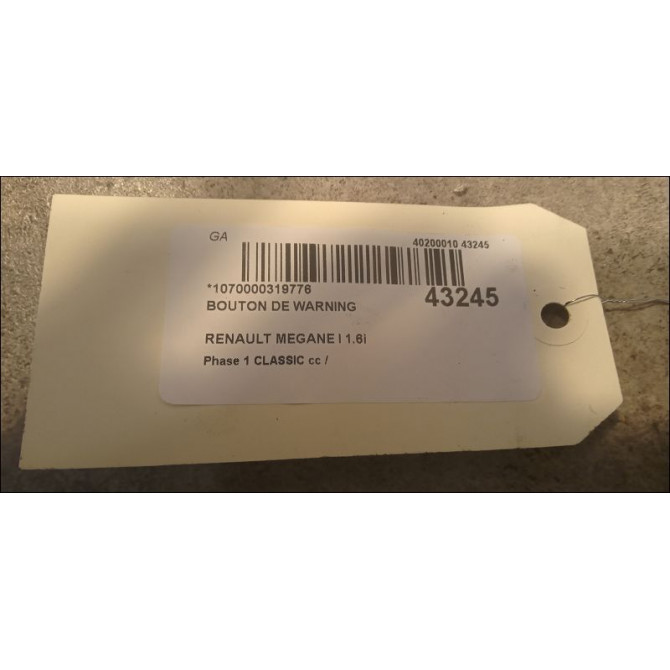 GA
40200010 43245
*1070000319776
43245
BOUTON DE WARNING
RENAULT MEGANE I 1.6i
Phase 1 CLASSIC cc /